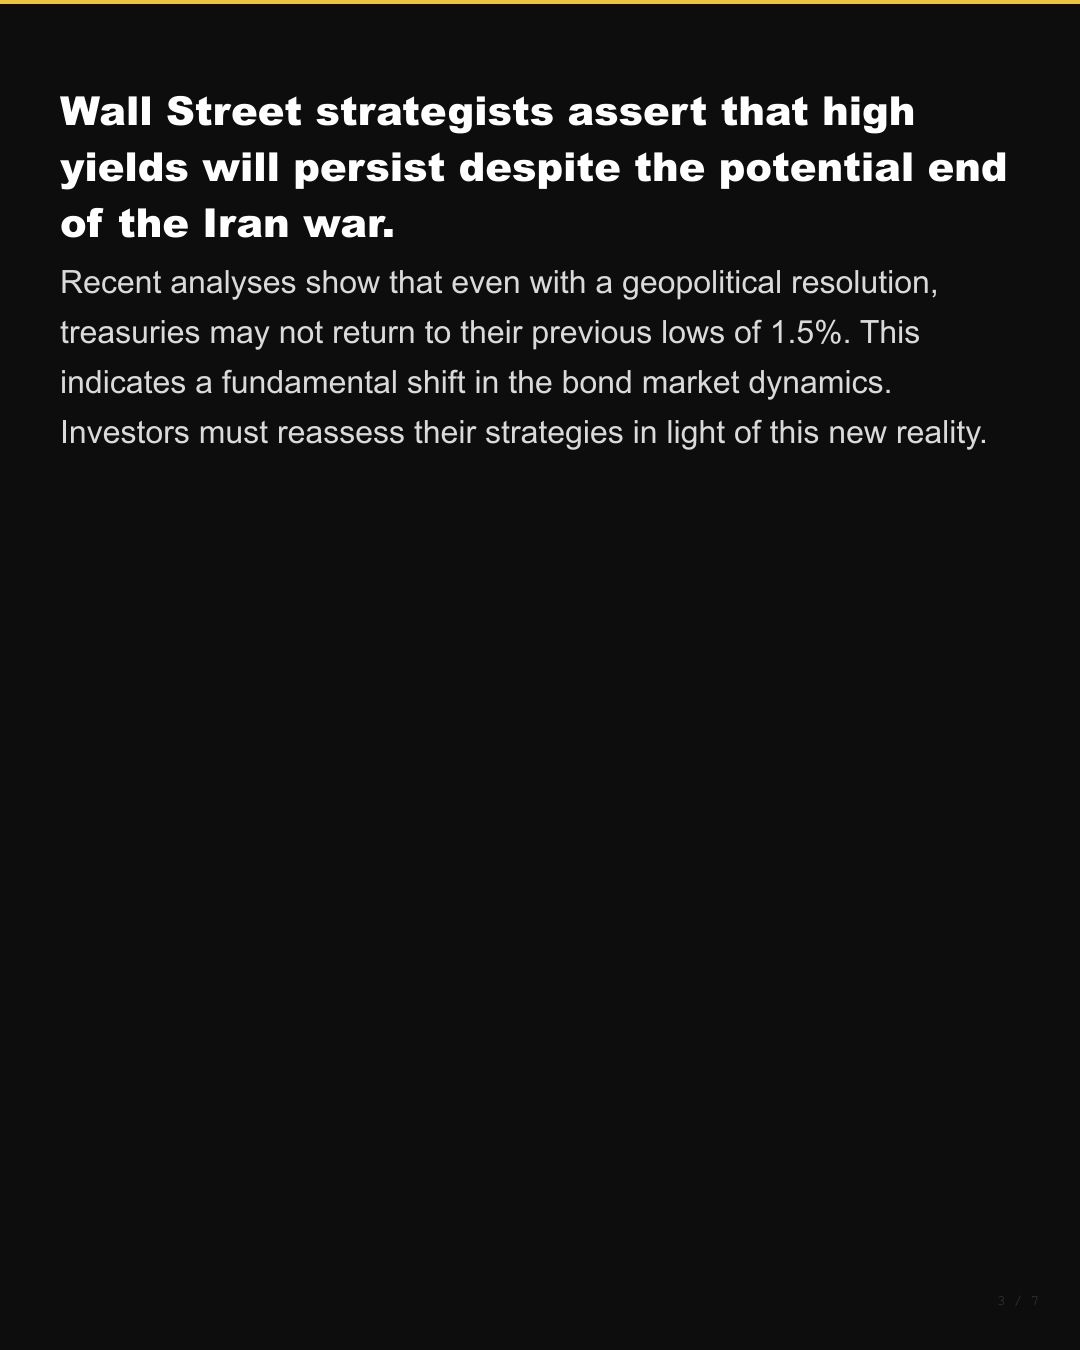 Wall Street strategists assert that high
yields will persist despite the potential end
of the Iran war.
Recent analyses show that even with a geopolitical resolution,
treasuries may not return to their previous lows of 1.5%. This
indicates a fundamental shift in the bond market dynamics.
Investors must reassess their strategies in light of this new reality.
3 / 7